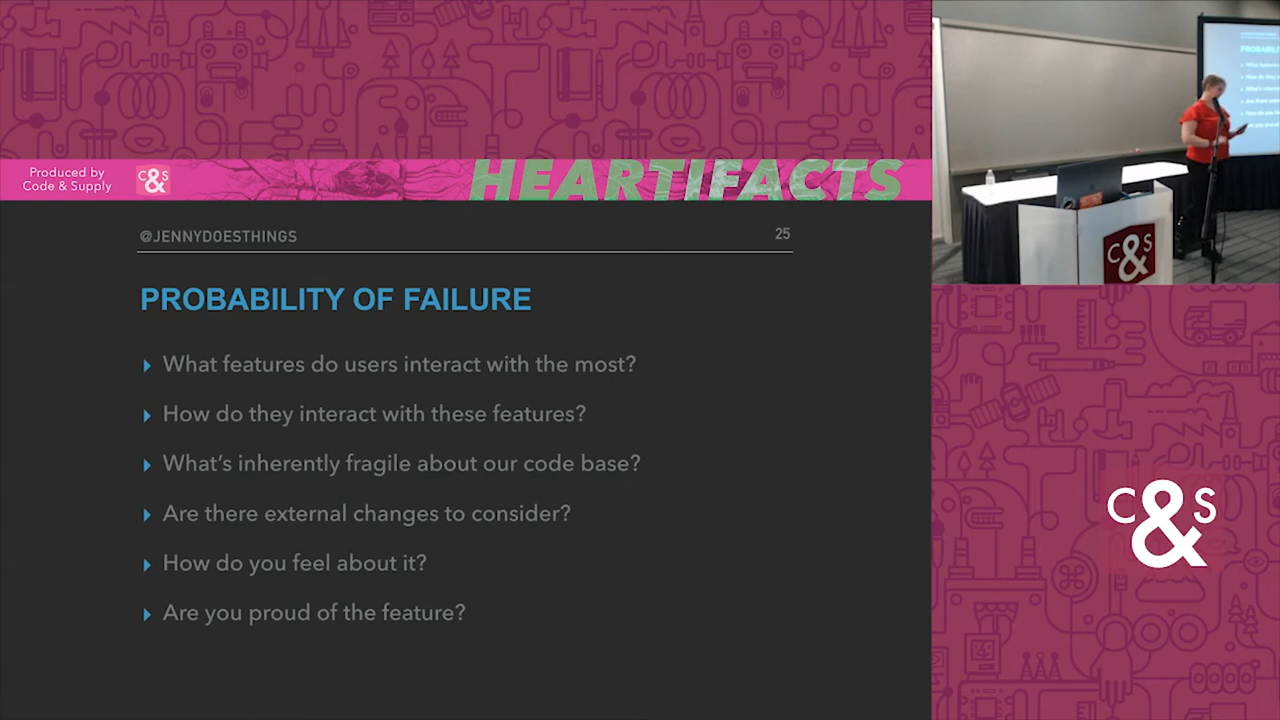 Produced by
Code & Supply
C&S
HEARTIFACTS
@JENNYDOESTHINGS
25
PROBABILITY OF FAILURE
What features do users interact with the most?
How do they interact with these features?
What's inherently fragile about our code base?
Are there external changes to consider?
How do you feel about it?
Are you proud of the feature?
C&S
C&S